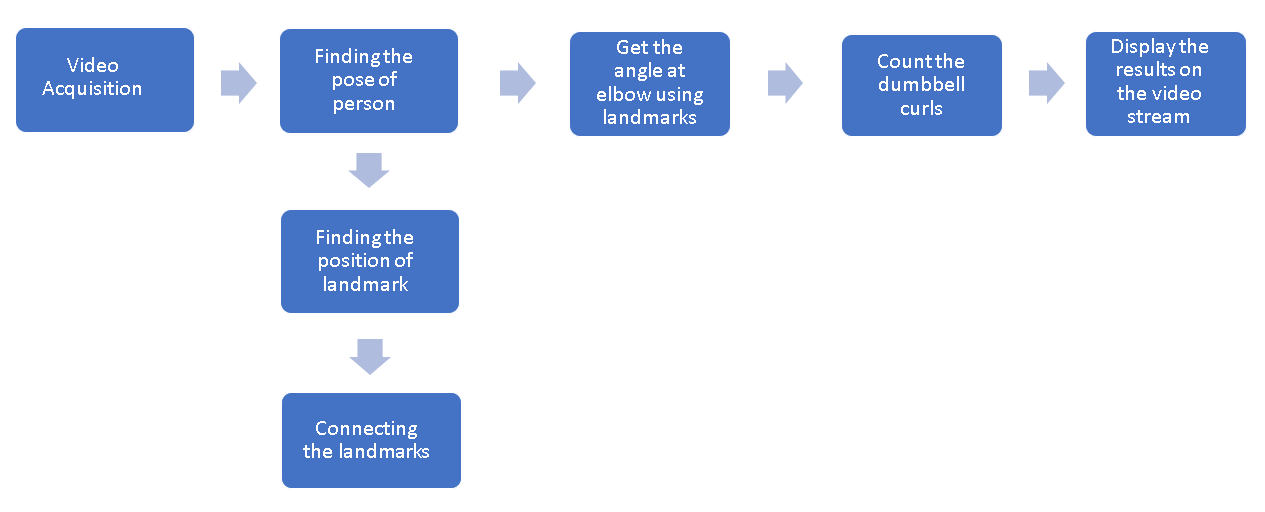 Video
Acquisition
Finding the
pose of
person
Get the
angle at
elbow using
landmarks
Count the
dumbbell
curls
Display the
results on
the video
stream
Finding the
position of
landmark
Connecting
the landmarks